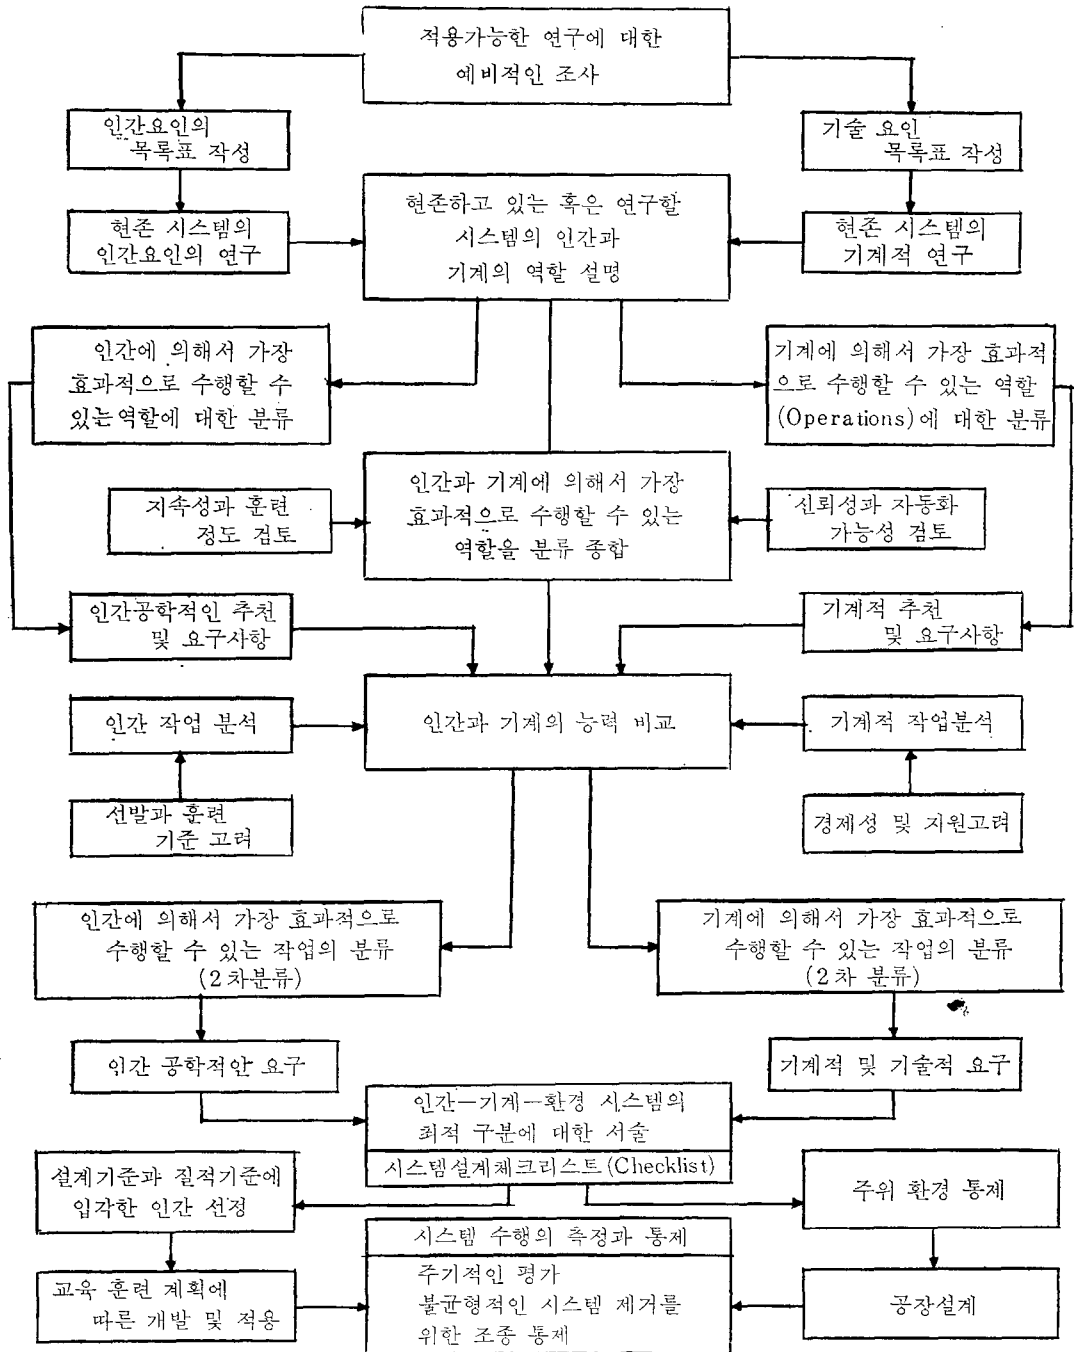 적용가능한 연구에 대한
예비적인 조사
인간요인의
목록표 작성
기술 요인
목록표 작성
현존하고 있는 혹은 연구할
시스템의 인간과
기계의 역할 설명
현존 시스템의
인간요인의 연구
현존 시스템의
기계적 연구
인간에 의해서 가장
효과적으로 수행할 수
있는역할에 대한 분류
기계에 의해서 가장 효과적
으로 수행할 수 있는 역할
(Operations)에 대한 분류
지속성과 훈련
정도 검토
인간과 기계에 의해서 가장
효과적으로 수행할 수 있는
역할을 분류 종합
신뢰성과 자동화
가능성 검토
인간공학적인 추천
및 요구사항
기계적 추천
및 요구사항
인간 작업 분석
인간과 기계의 능력 비교
기계적 작업분석
선발과 훈련
기준 고려
경제성 및 지원고려
인간에 의해서 가장 효과적으로
수행할 수 있는 작업의 분류
(2차분류)
기계에 의해서 가장 효과적으로
수행할 수 있는 작업의 분류
(2차 분류)
인간 공학적안 요구
기계적 및 기술적 요구
인간-기계-환경 시스템의
최적 구분에 대한 서술
시스템설계체크리스트(Checklist)
설계기준과 질적기준에
입각한 인간 선정
주위 환경 통제
시스템 수행의 측정과 통제
주기적인 평가
불균형적인 시스템 제거를
위한 조종 통제
교육 훈련 계획에
따른 개발 및 적용
공장설계